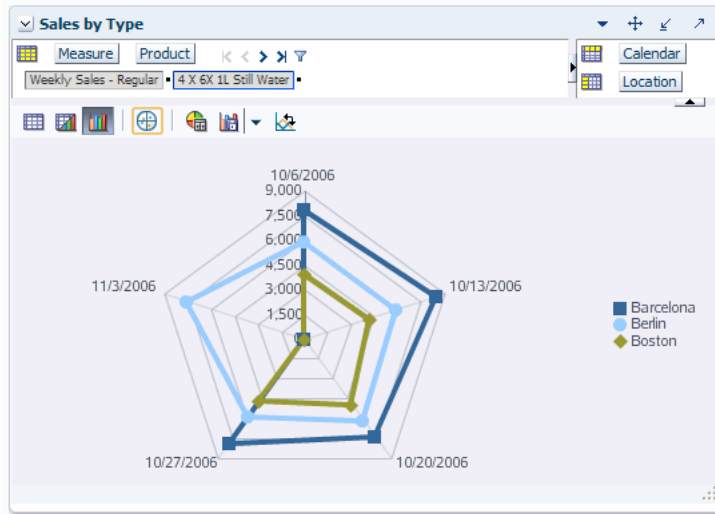 Sales by Type
Measure Product
Calendar
Weekly Sales - Regular 4 X 6X 1L Still Water
Location
10/6/2006
9,000
7,500
6,000
4,500
3,000
1,500
11/3/2006
10/13/2006
Barcelona
Berlin
Boston
10/27/2006
10/20/2006